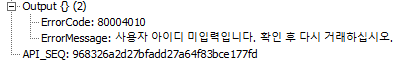 Output {} (2)
ErrorCode: 80004010
ErrorMessage: 사용자 아이디 미입력입니다. 확인 후 다시 거래하십시오.
API_SEQ: 968326a2d27bfadd27a64f83bce177fd